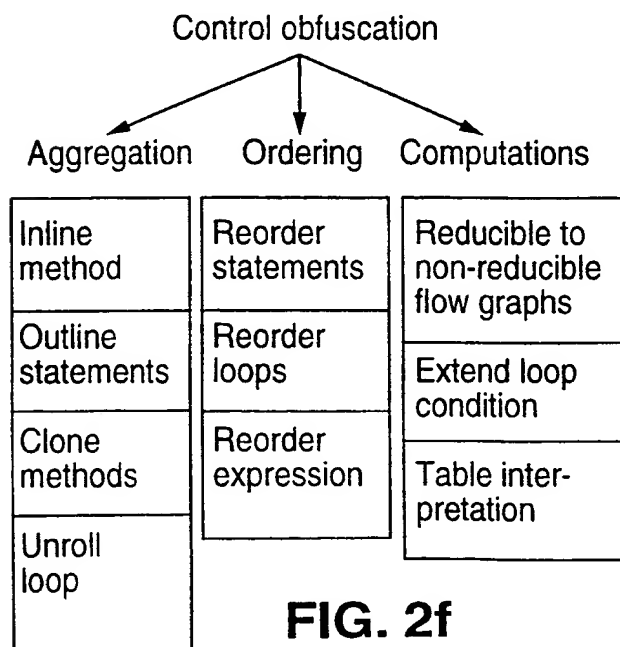 Control obfuscation
Aggregation
Ordering
Computations
Inline
method
Outline
statements
Clone
methods
Unroll
loop
Reorder
statements
Reorder
loops
Reorder
expression
Reducible to
non-reducible
flow graphs
Extend loop
condition
Table inter-
pretation
FIG. 2f